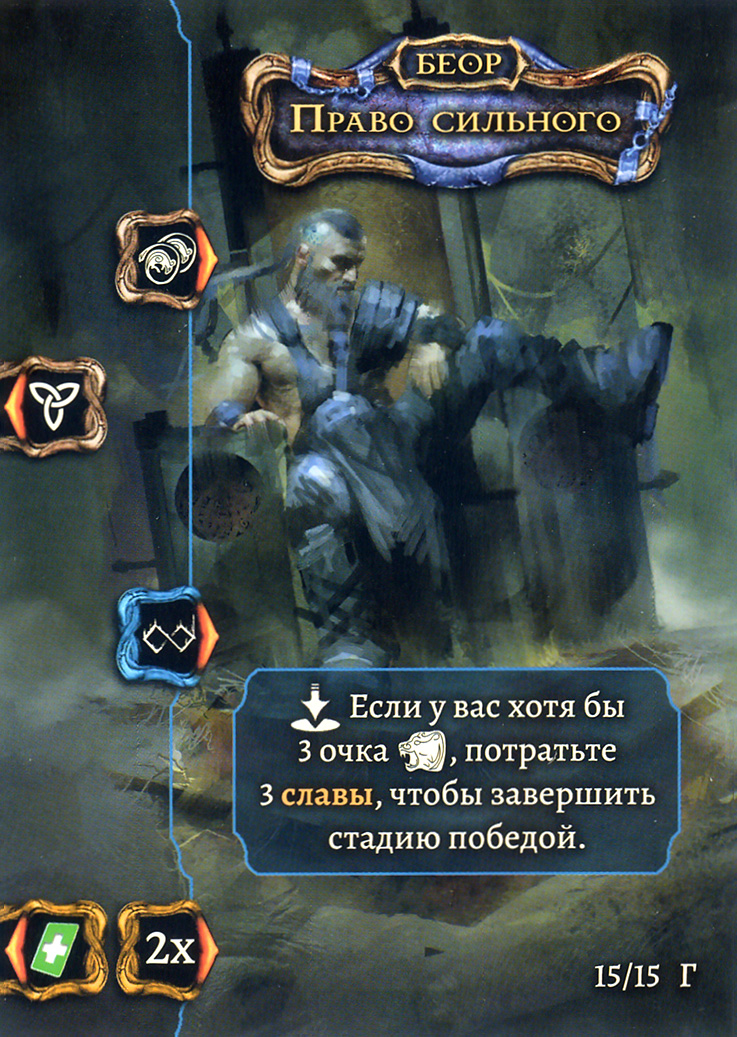 БЕОР
Право сильного
Если у вас хотя бы
3 очка , потратьте
3 славы, чтобы завершить
стадию победой.
2x
15/15 Г